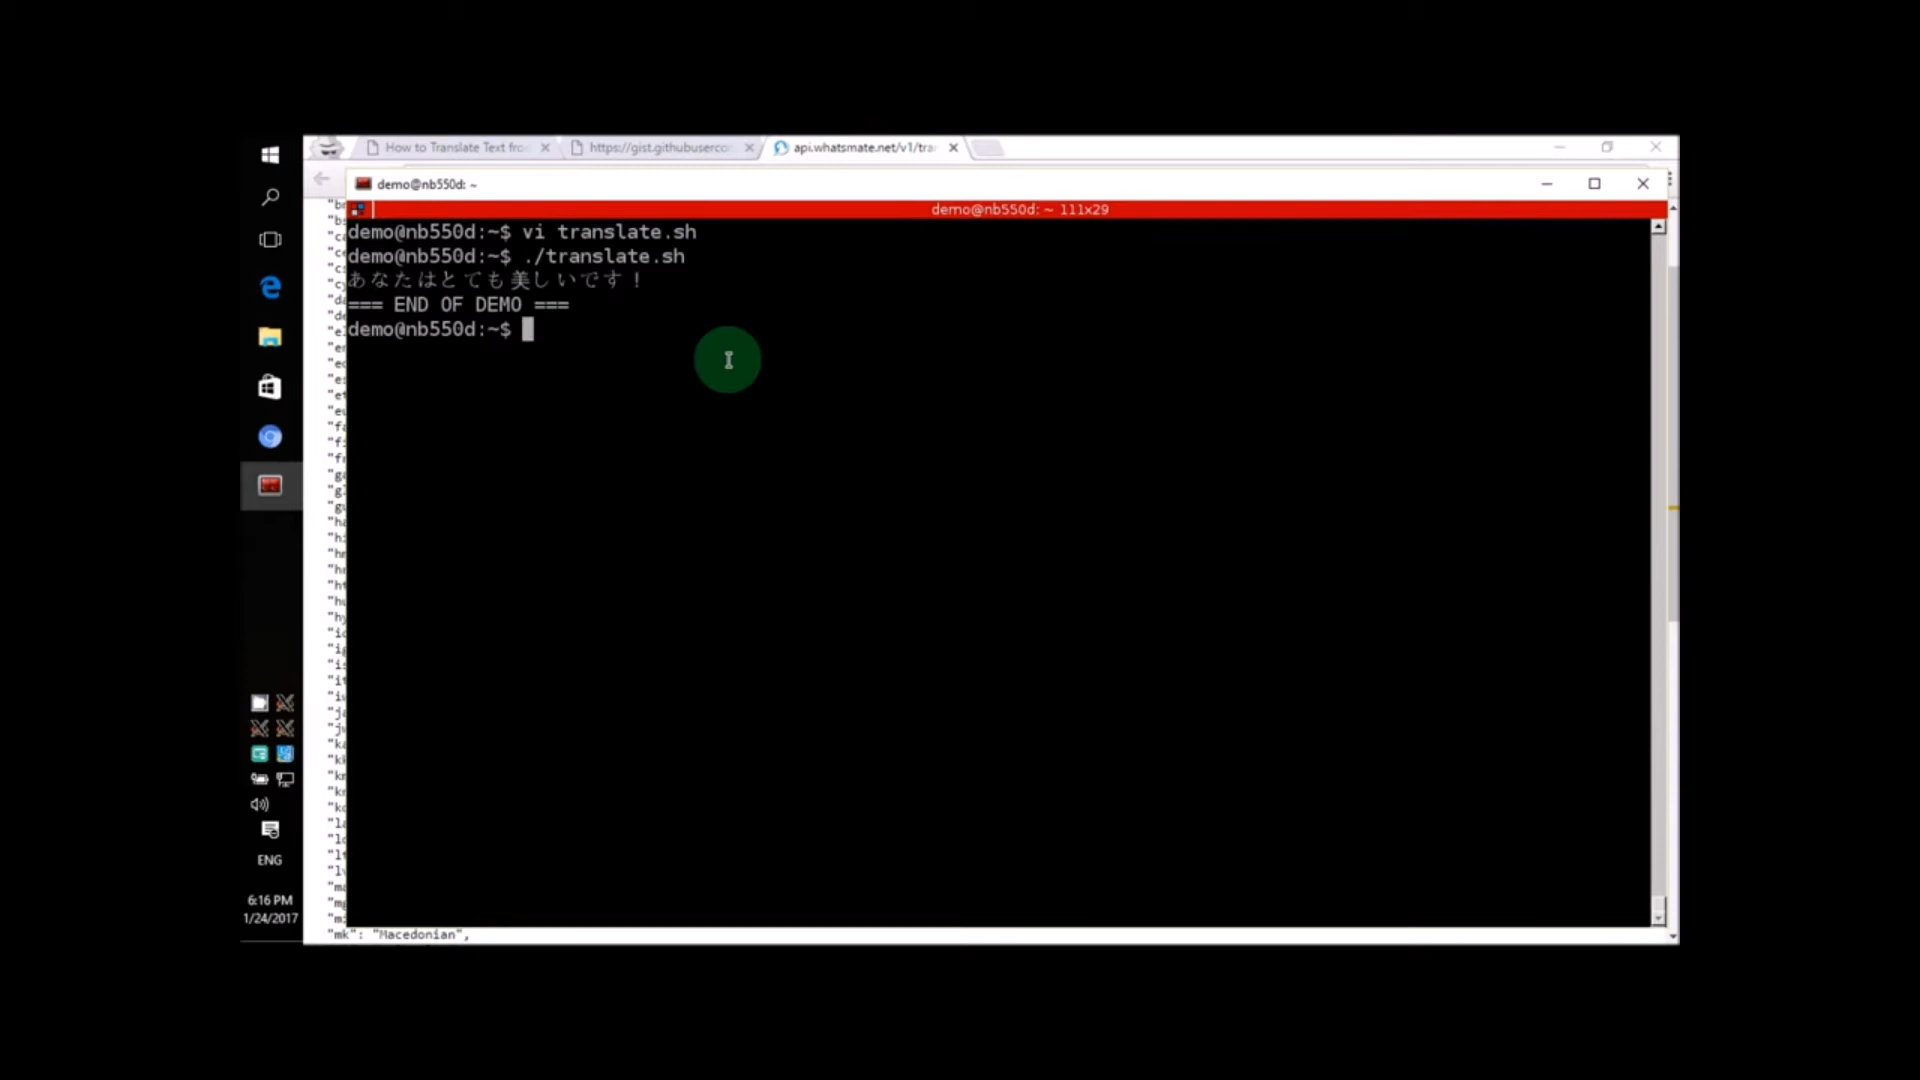 How to Translate Text fro
https://gist.githubuserco
api.whatsmate.net/v1/tra
demo@nb550d: ~
demo@nb550d: ~ 111x29
demo@nb550d:~$ vi translate.sh
demo@nb550d:~$ ./translate.sh
あなたはとても美しいです！
=== END OF DEMO ===
demo@nb550d:~$
"mk": "Macedonian",
ENG
6:16 PM
1/24/2017